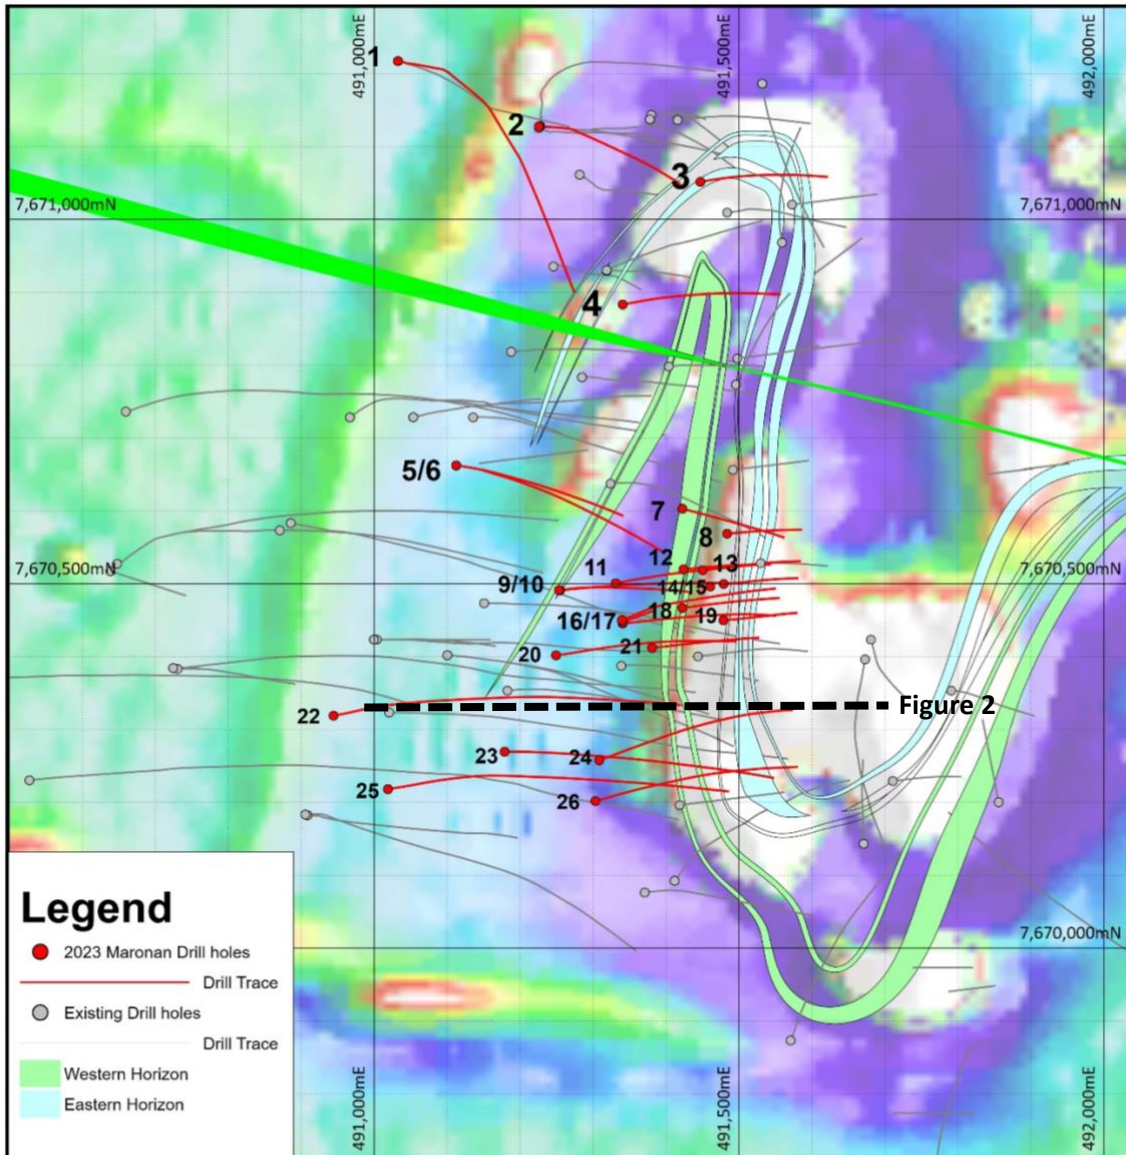 491,000mE
491,500mE
492,000mE
1
2
3
7,671,000mN
7,671,000mN
4
5/6
7
8
12
13
11
7,670,500mN
9/10
14/15
7,670,500mN
18
16/17
19
21
20
22
Figure 2
23
24
25
26
Legend
2023 Maronan Drill holes
Drill Trace
Existing Drill holes
Drill Trace
Western Horizon
Eastern Horizon
7,670,000mN
491,000mE
491,500mE
492,000mE